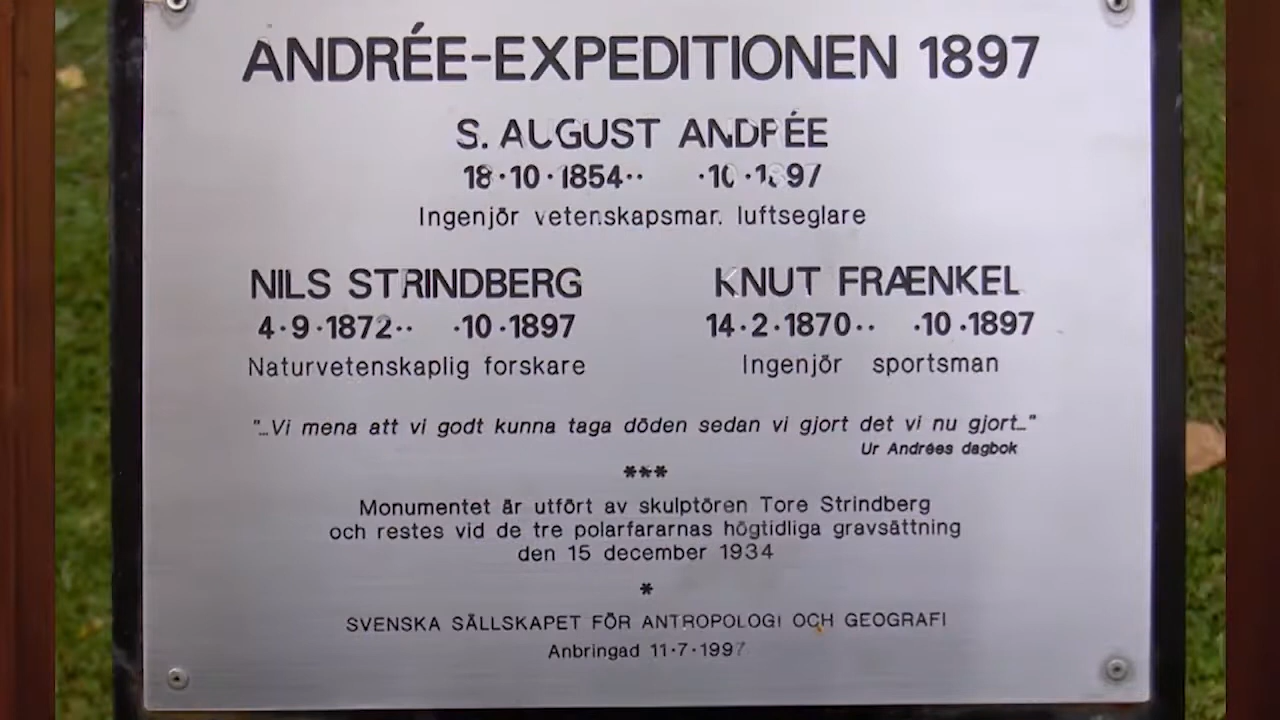 ANDRÉE-EXPEDITIONEN 1897
S. AUGUST ANDRÉE
18·10·1854·· ·10·1897
Ingenjör vetenskapsman luftseglare
NILS STRINDBERG
4·9·1872·· ·10·1897
Naturvetenskaplig forskare
KNUT FRAENKEL
14·2·1870·· ·10·1897
Ingenjör sportsman
"...Vi mena att vi godt kunna taga döden sedan vi gjort det vi nu gjort..."
Ur Andrées dagbok
***
Monumentet är utfört av skulptören Tore Strindberg
och restes vid de tre polarfararnas högtidliga gravsättning
den 15 december 1934
*
SVENSKA SÄLLSKAPET FÖR ANTROPOLOGI OCH GEOGRAFI
Anbringad 11·7·1997